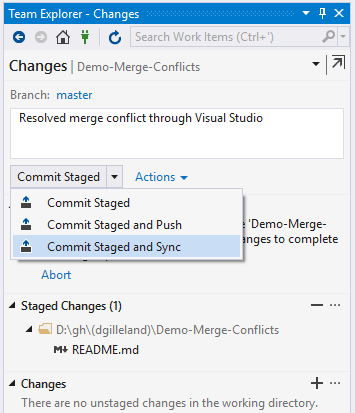 Team Explorer - Changes
Search Work Items (Ctrl+')
Changes | Demo-Merge-Conflicts
Branch: master
Resolved merge conflict through Visual Studio
Commit Staged Actions
Commit Staged
Commit Staged and Push
e 'Demo-Merge-
Commit Staged and Sync
anges to complete
Abort
Staged Changes (1)
D:\gh\(dgilleland)\Demo-Merge-Conflicts
M↓ README.md
Changes
There are no unstaged changes in the working directory.